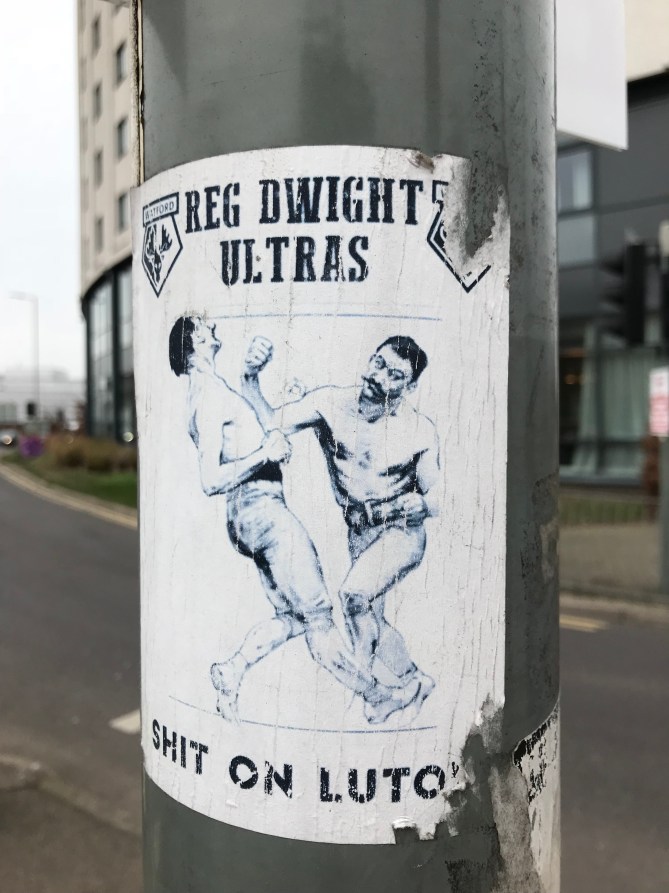 WATFORD
REG DWIGHT
ULTRAS
SHIT ON LUTO